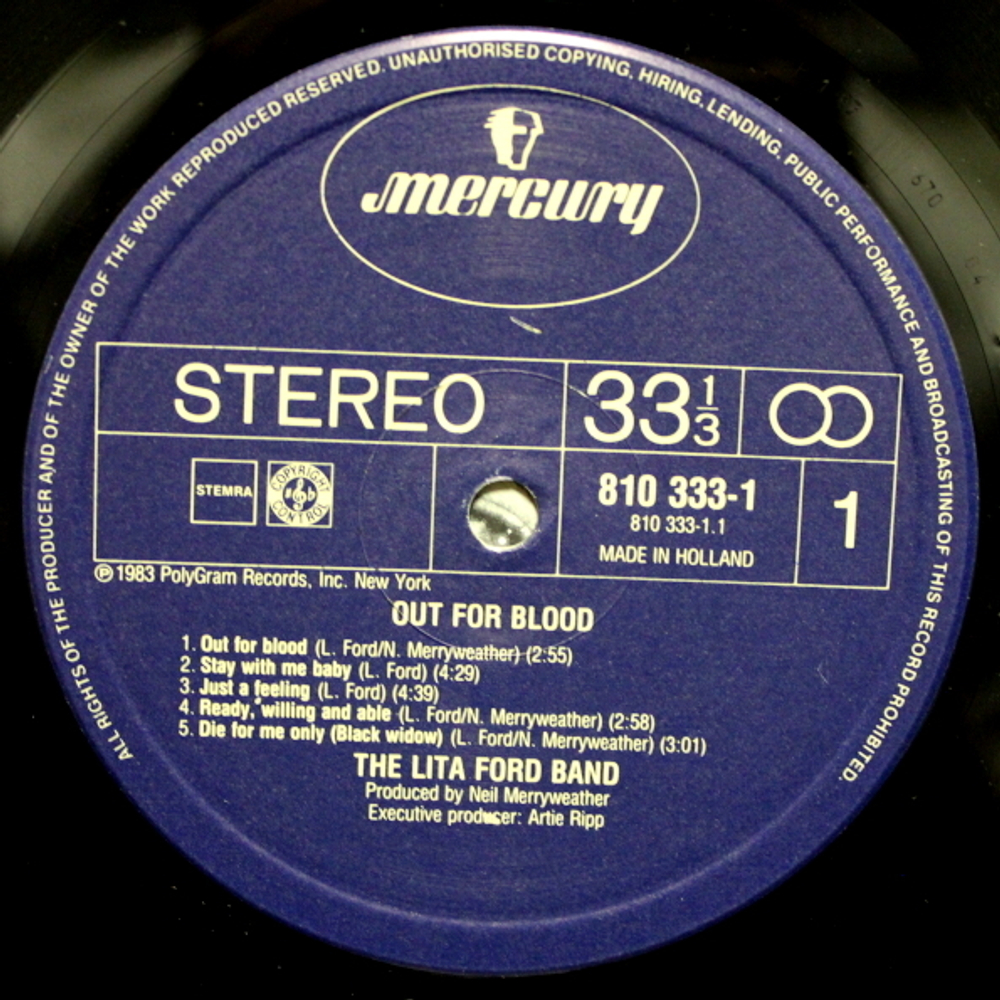 ALL RIGHTS OF THE PRODUCER AND OF THE OWNER OF THE WORK REPRODUCED RESERVED. UNAUTHORISED COPYING, HIRING, LENDING, PUBLIC PERFORMANCE AND BROADCASTING OF THIS RECORD PROHIBITED.
mercury
STEREO
33 1/3
STEMRA
COPYRIGHT CONTROL
810 333-1
810 333-1.1
MADE IN HOLLAND
1
Ⓟ 1983 PolyGram Records, Inc. New York
OUT FOR BLOOD
1. Out for blood (L. Ford/N. Merryweather) (2:55)
2. Stay with me baby (L. Ford) (4:29)
3. Just a feeling (L. Ford) (4:39)
4. Ready, willing and able (L. Ford/N. Merryweather) (2:58)
5. Die for me only (Black widow) (L. Ford/N. Merryweather) (3:01)
THE LITA FORD BAND
Produced by Neil Merryweather
Executive producer: Artie Ripp
670